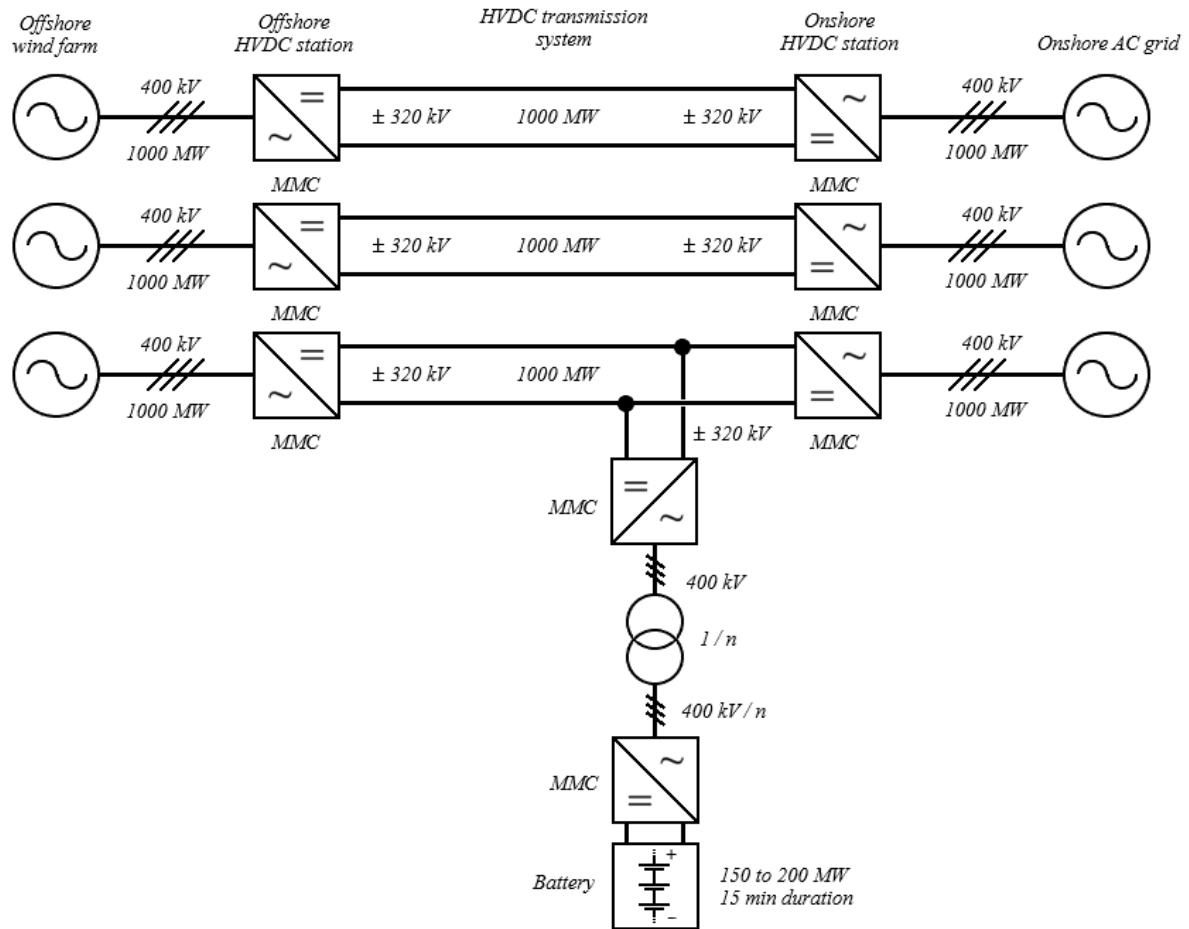 Offshore
wind farm
Offshore
HVDC station
HVDC transmission
system
Onshore
HVDC station
Onshore AC grid
400 kV
1000 MW
± 320 kV
1000 MW
± 320 kV
400 kV
1000 MW
MMC
MMC
400 kV
1000 MW
± 320 kV
1000 MW
± 320 kV
400 kV
1000 MW
MMC
MMC
400 kV
1000 MW
± 320 kV
1000 MW
400 kV
1000 MW
MMC
MMC
± 320 kV
MMC
400 kV
1 / n
400 kV / n
MMC
Battery
150 to 200 MW
15 min duration